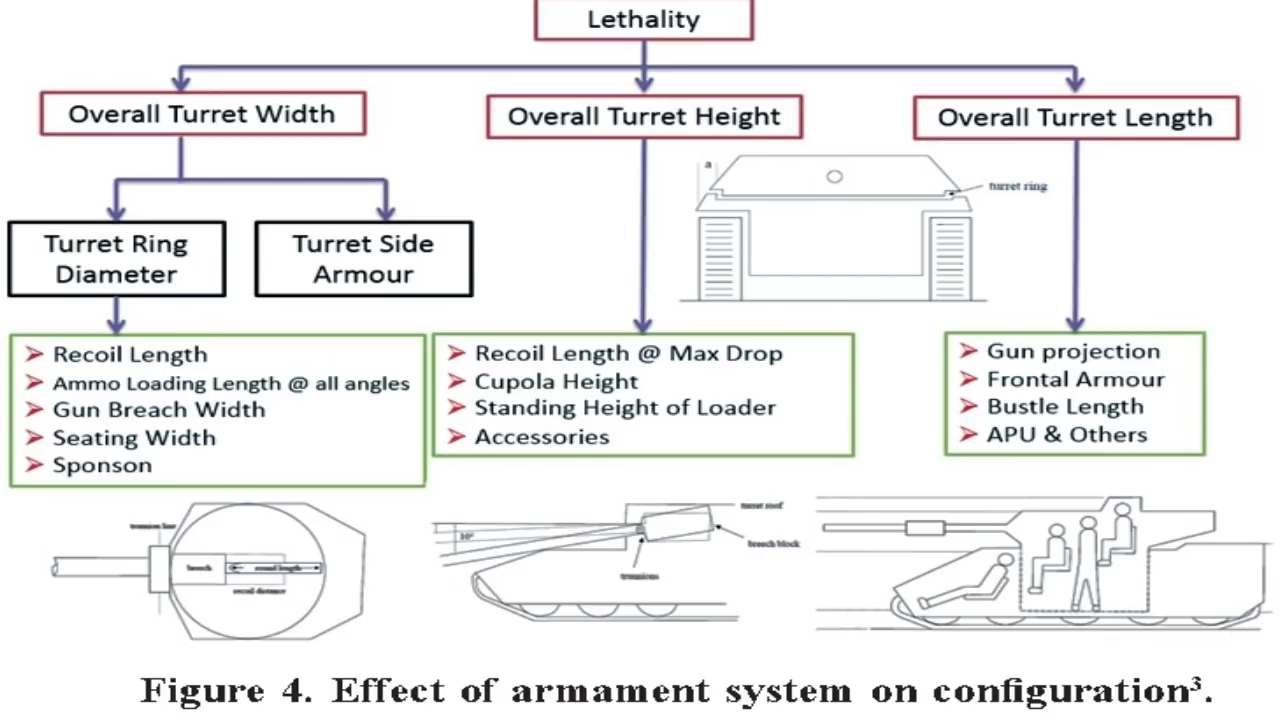 Lethality
Overall Turret Width
Overall Turret Height
Overall Turret Length
a
turret ring
Turret Ring
Diameter
Turret Side
Armour
➢ Recoil Length
➢ Ammo Loading Length @ all angles
➢ Gun Breach Width
➢ Seating Width
➢ Sponson
➢ Recoil Length @ Max Drop
➢ Cupola Height
➢ Standing Height of Loader
➢ Accessories
➢ Gun projection
➢ Frontal Armour
➢ Bustle Length
➢ APU & Others
trunnion line
breech
round length
recoil distance
10°
turret roof
breech block
trunnions
Figure 4. Effect of armament system on configuration³.